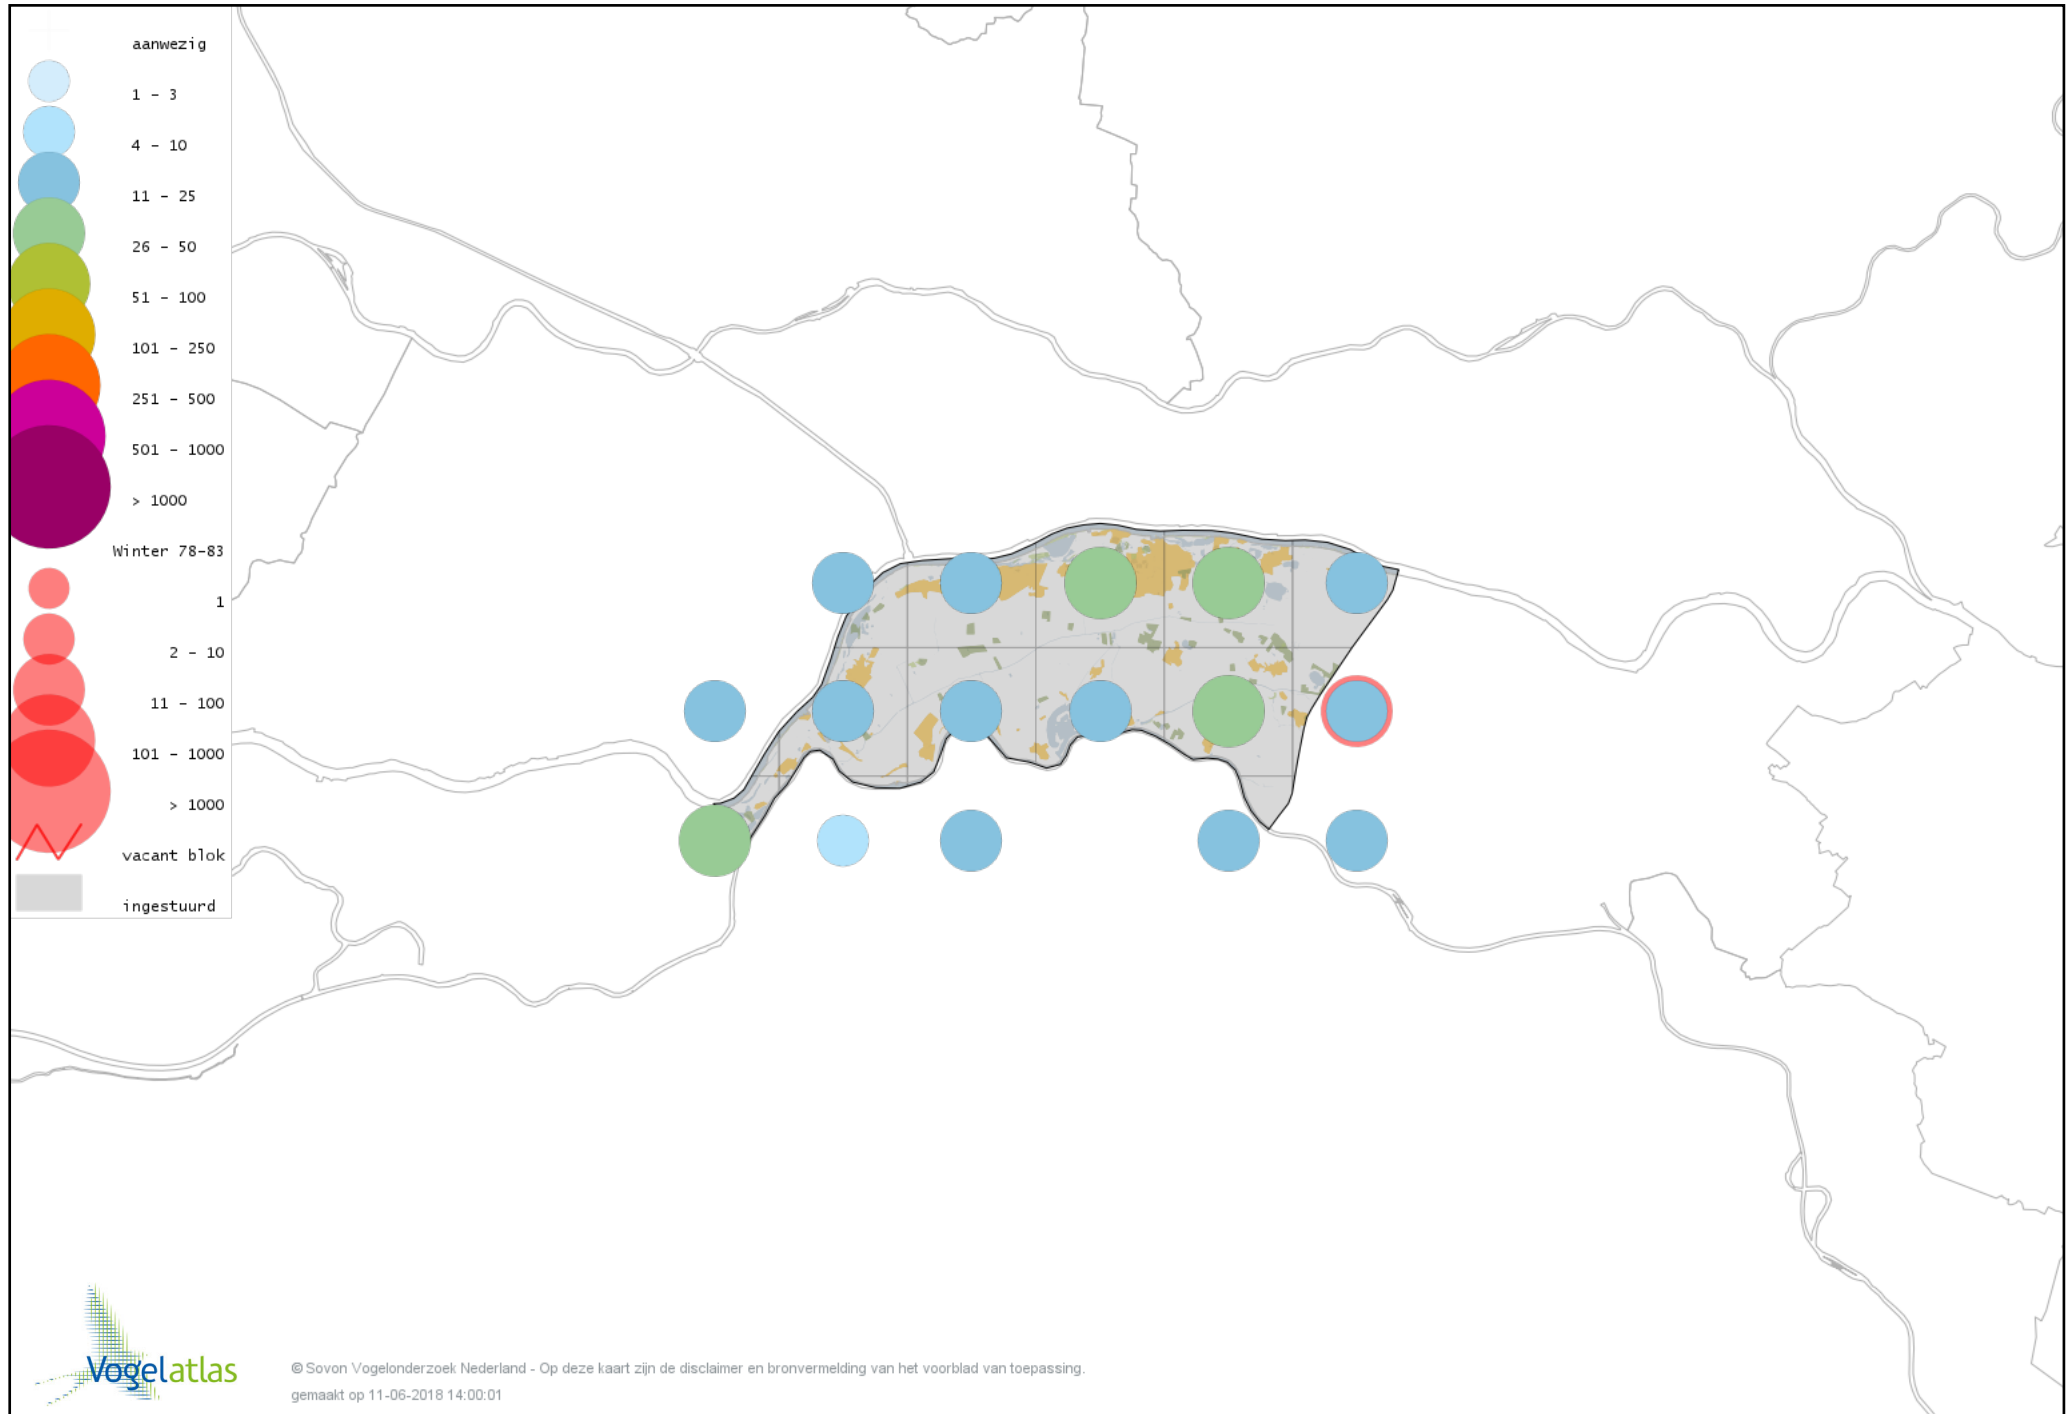 aanwezig
1 - 3
4 - 10
11 - 25
26 - 50
51 - 100
101 - 250
251 - 500
501 - 1000
> 1000
Winter 78-83
1
2 - 10
11 - 100
101 - 1000
> 1000
vacant blok
ingestuurd
Vogelatlas
© Sovon Vogelonderzoek Nederland - Op deze kaart zijn de disclaimer en bronvermelding van het voorblad van toepassing.
gemaakt op 11-06-2018 14:00:01